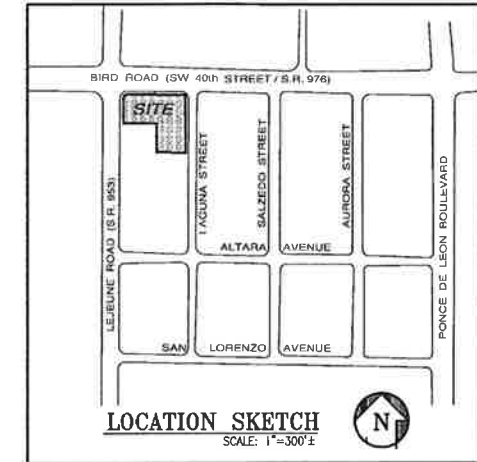 BIRD ROAD (SW 40th STREET / S.R. 976)
SITE
LEJEUNE ROAD (S.R. 953)
LAGUNA STREET
SALZEDO STREET
AURORA STREET
PONCE DE LEON BOULEVARD
ALTARA AVENUE
SAN LORENZO AVENUE
LOCATION SKETCH
SCALE: 1"=300'±
N